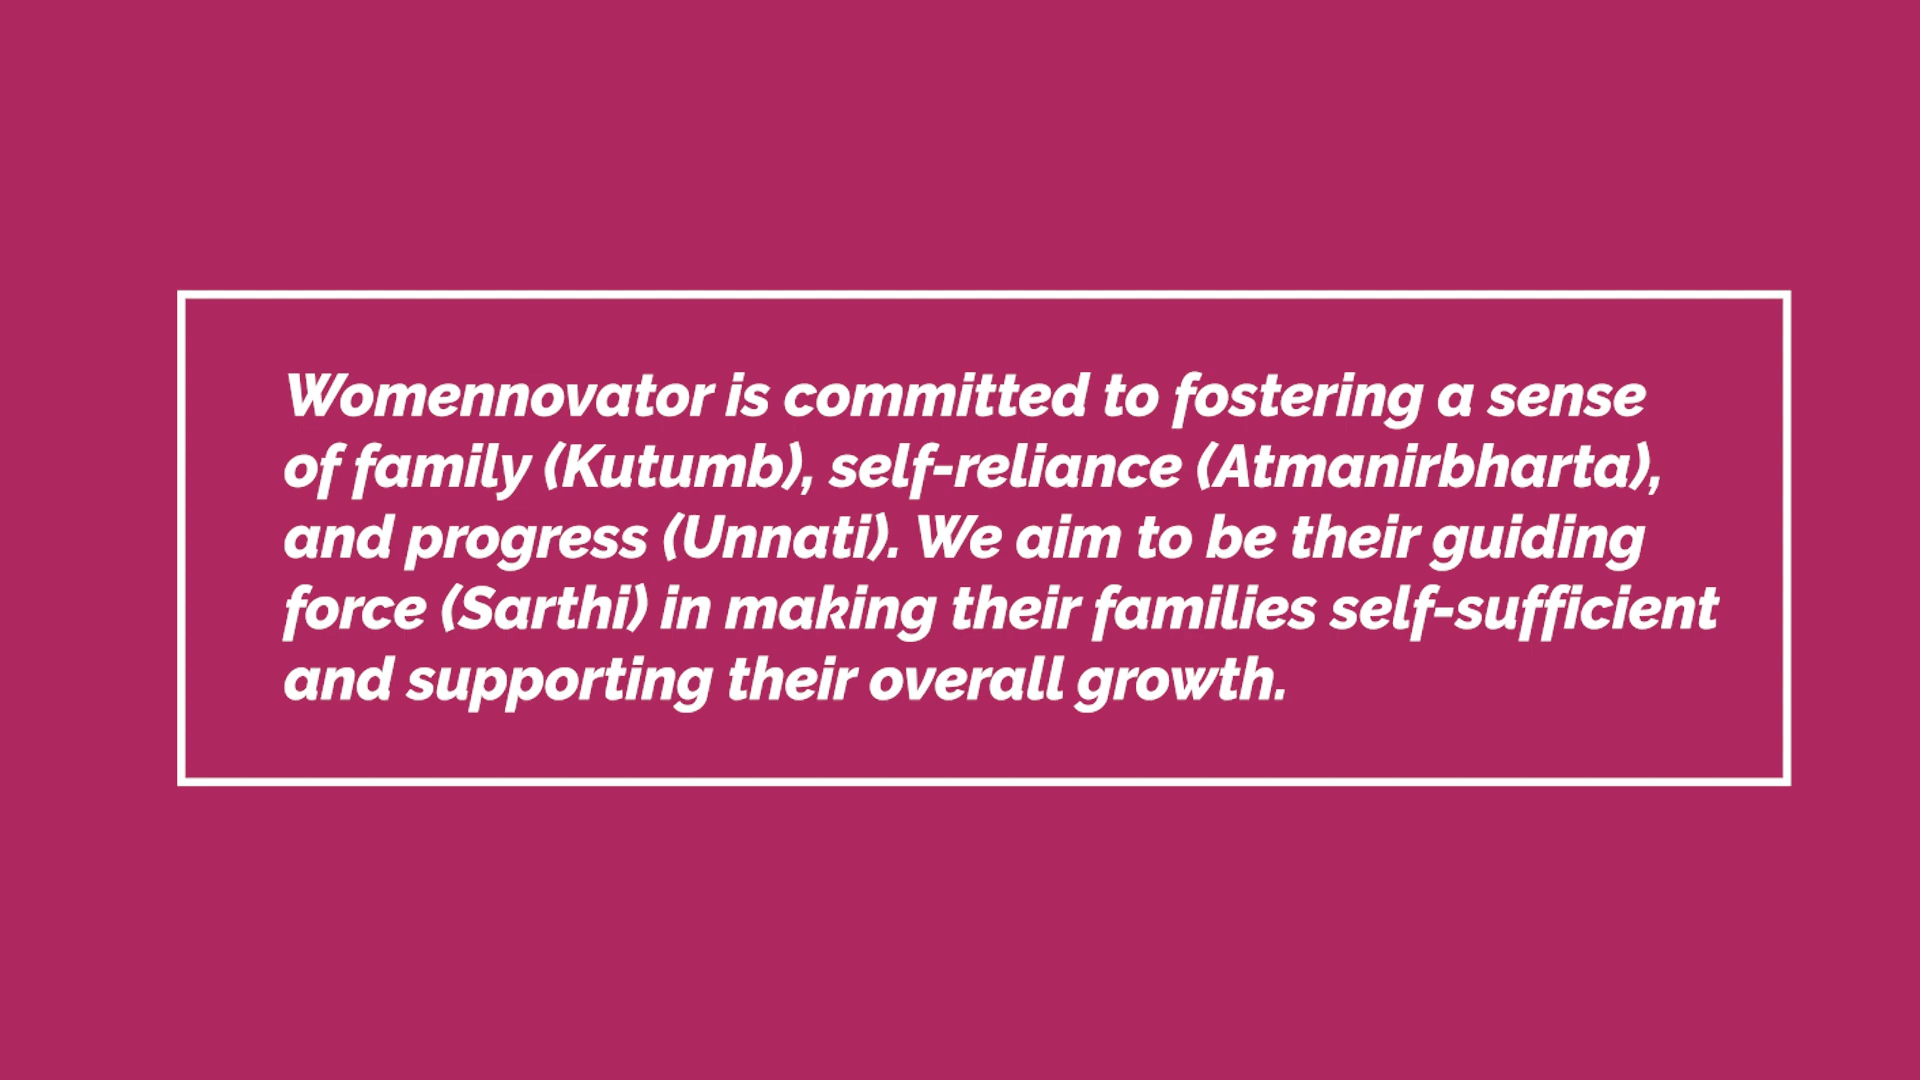 Womennovator is committed to fostering a sense
of family (Kutumb), self-reliance (Atmanirbharta),
and progress (Unnati). We aim to be their guiding
force (Sarthi) in making their families self-sufficient
and supporting their overall growth.